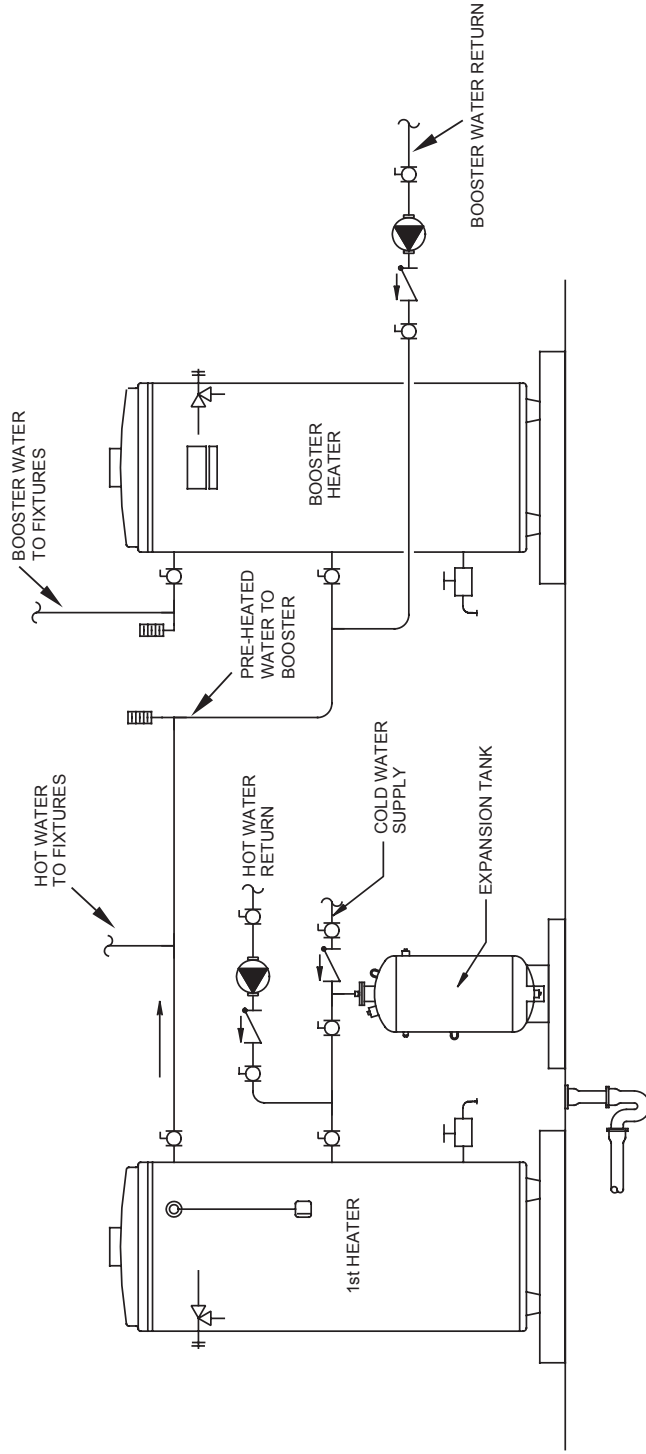 HOT WATER
TO FIXTURES
BOOSTER WATER
TO FIXTURES
PRE-HEATED
WATER TO
BOOSTER
HOT WATER
RETURN
COLD WATER
SUPPLY
1st HEATER
EXPANSION TANK
BOOSTER
HEATER
BOOSTER WATER RETURN